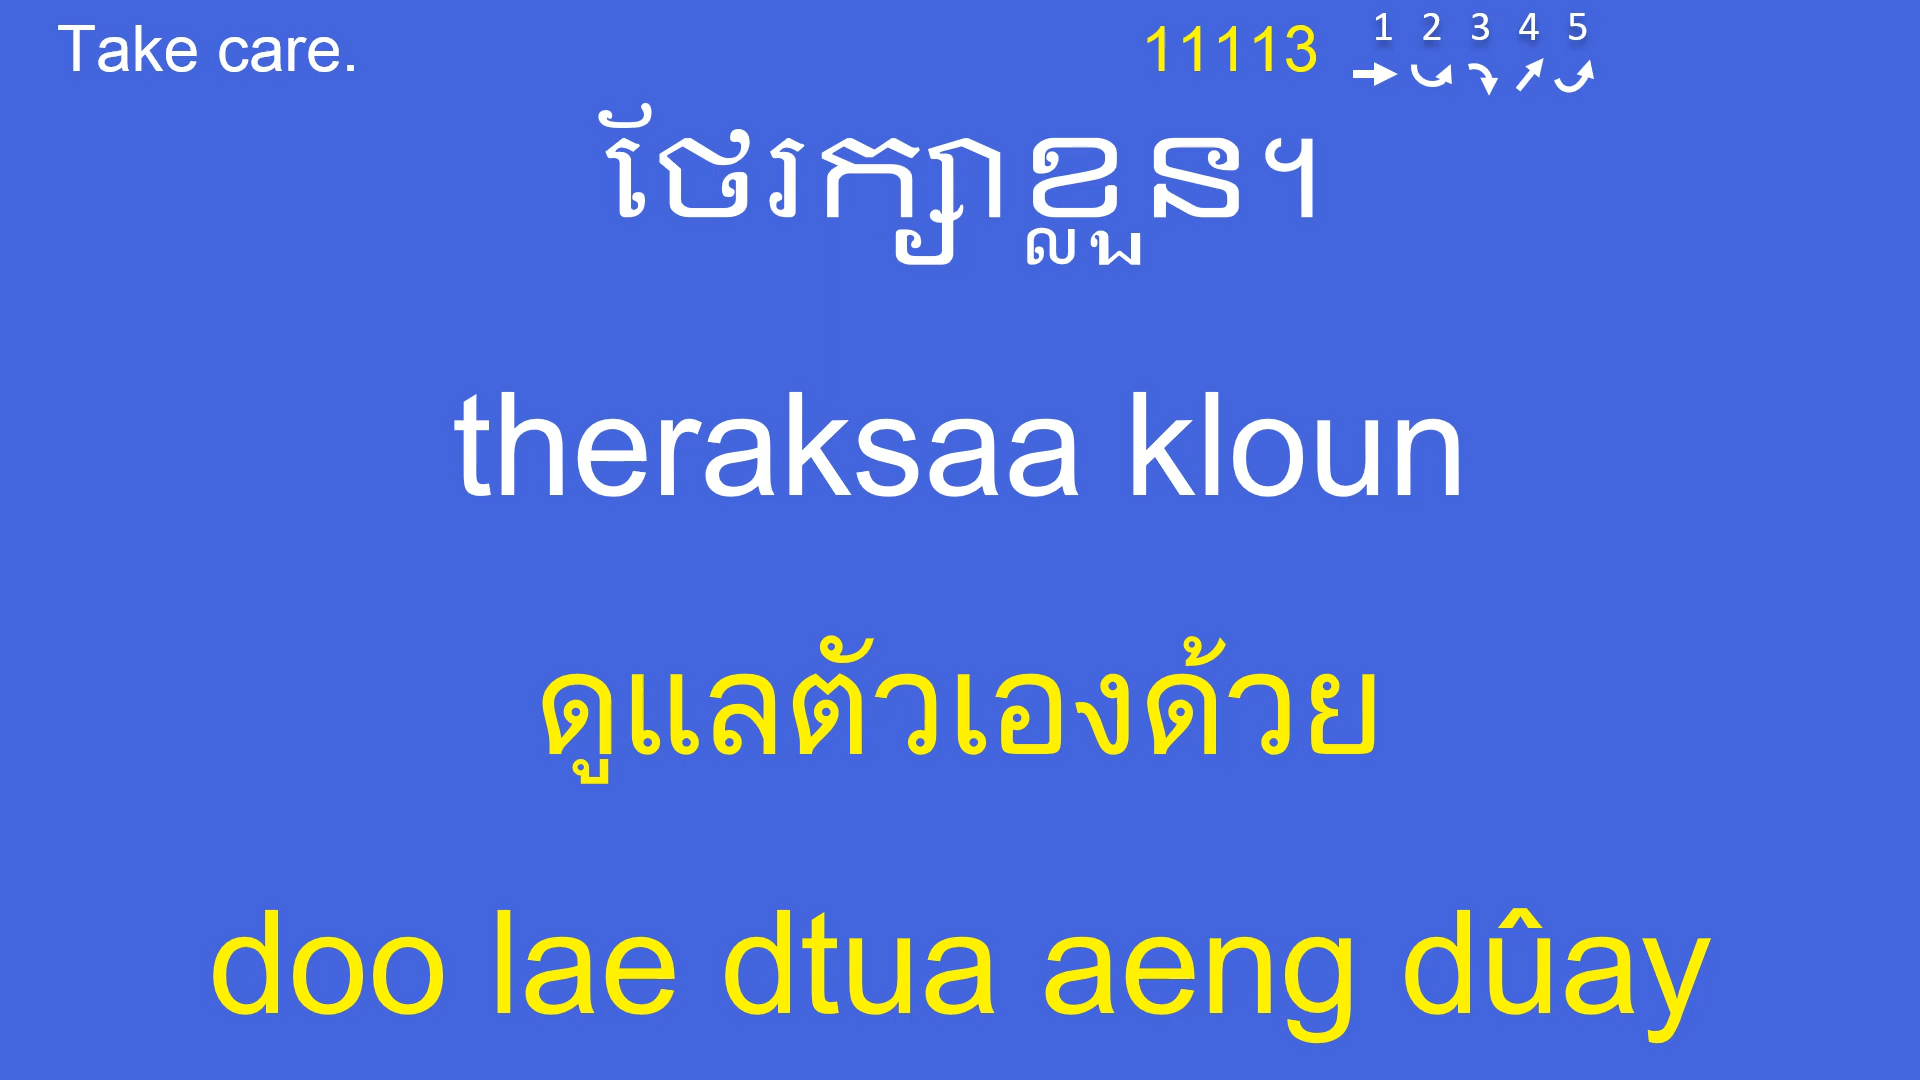 Take care.
11113
1 2 3 4 5
ថែរក្សាខ្លួន។
theraksaa kloun
ดูแลตัวเองด้วย
doo lae dtua aeng dûay